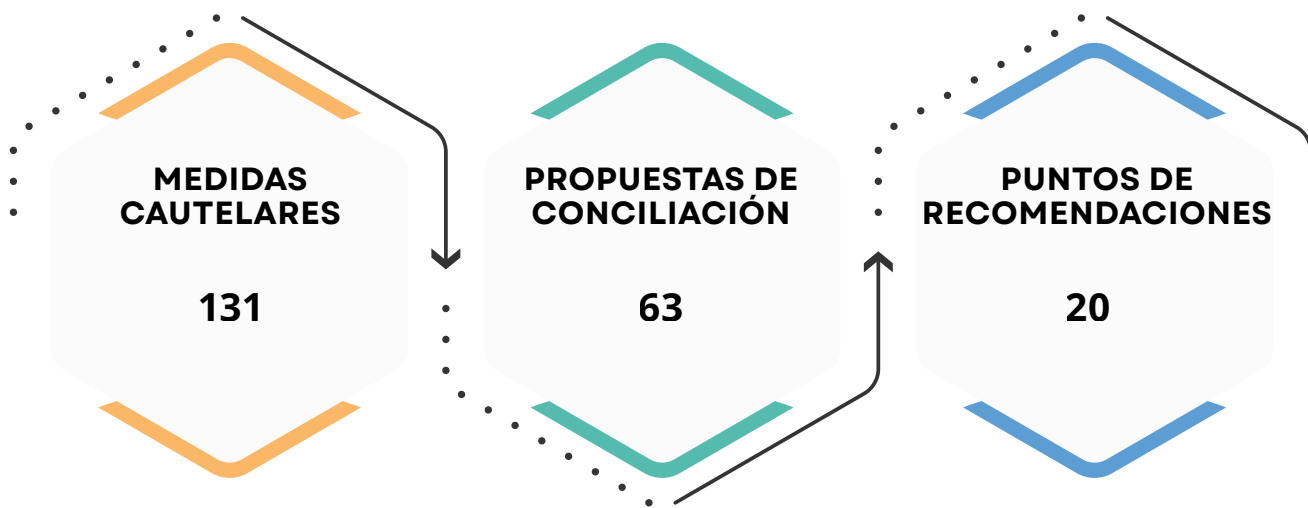 MEDIDAS
CAUTELARES
131
PROPUESTAS DE
CONCILIACIÓN
63
PUNTOS DE
RECOMENDACIONES
20